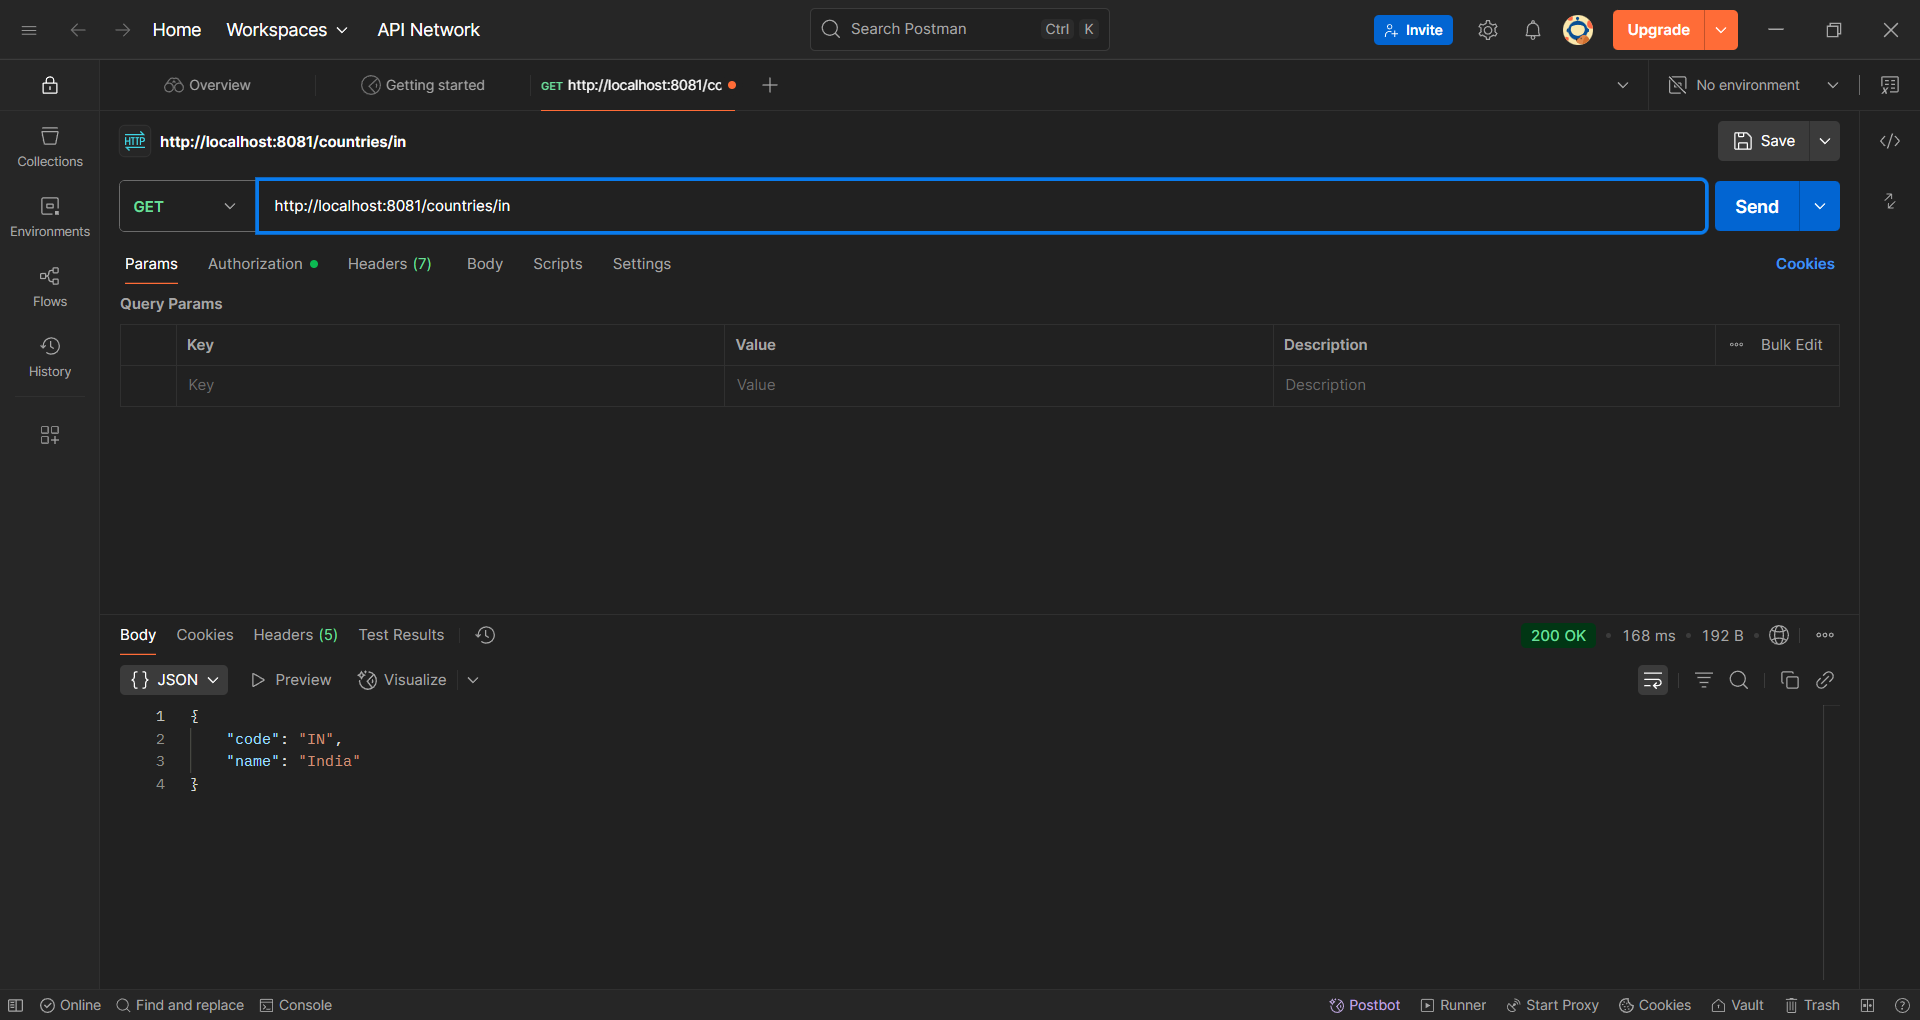 Home Workspaces API Network Search Postman Ctrl K Invite Upgrade
Overview Getting started GET http://localhost:8081/cc No environment
HTTP http://localhost:8081/countries/in Save
GET http://localhost:8081/countries/in Send
Params Authorization Headers (7) Body Scripts Settings Cookies
Query Params
Key Value Description Bulk Edit
Key Value Description
Collections
Environments
Flows
History
Body Cookies Headers (5) Test Results 200 OK 168 ms 192 B
{} JSON Preview Visualize
1 {
2 "code": "IN",
3 "name": "India"
4 }
Online Find and replace Console Postbot Runner Start Proxy Cookies Vault Trash